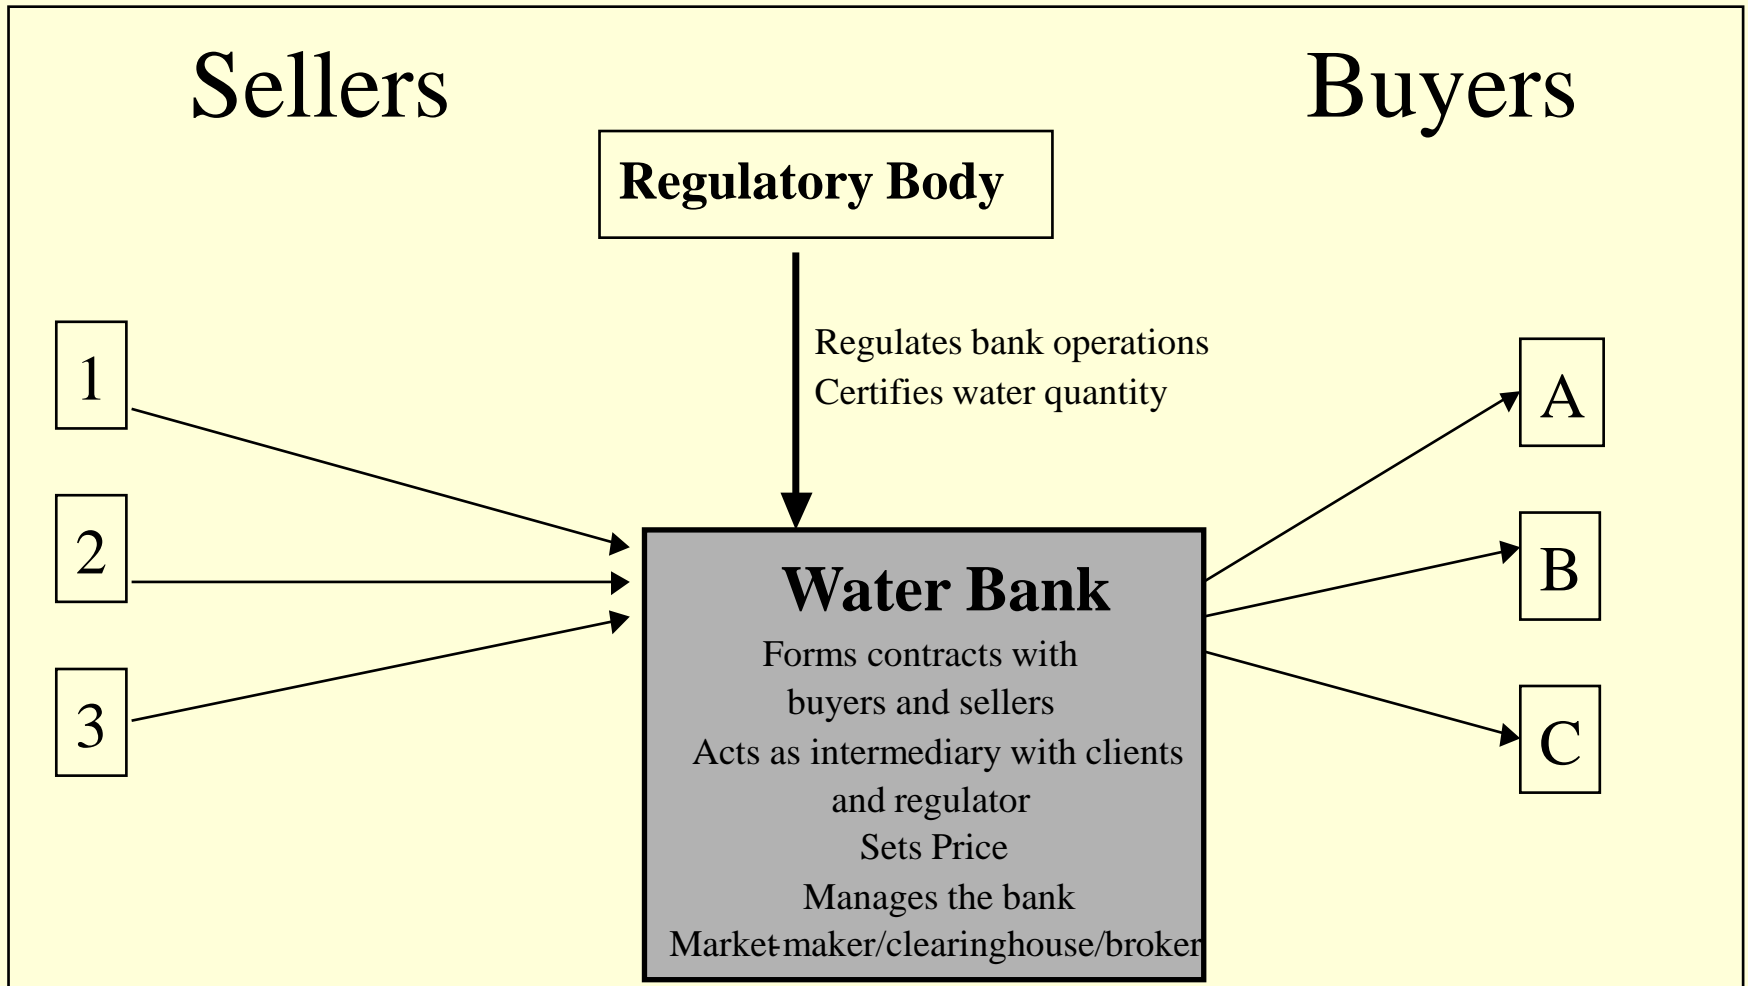 Sellers
Buyers
Regulatory Body
Regulates bank operations
Certifies water quantity
1
2
3
A
B
C
Water Bank
Forms contracts with
buyers and sellers
Acts as intermediary with clients
and regulator
Sets Price
Manages the bank
Market-maker/clearinghouse/broker